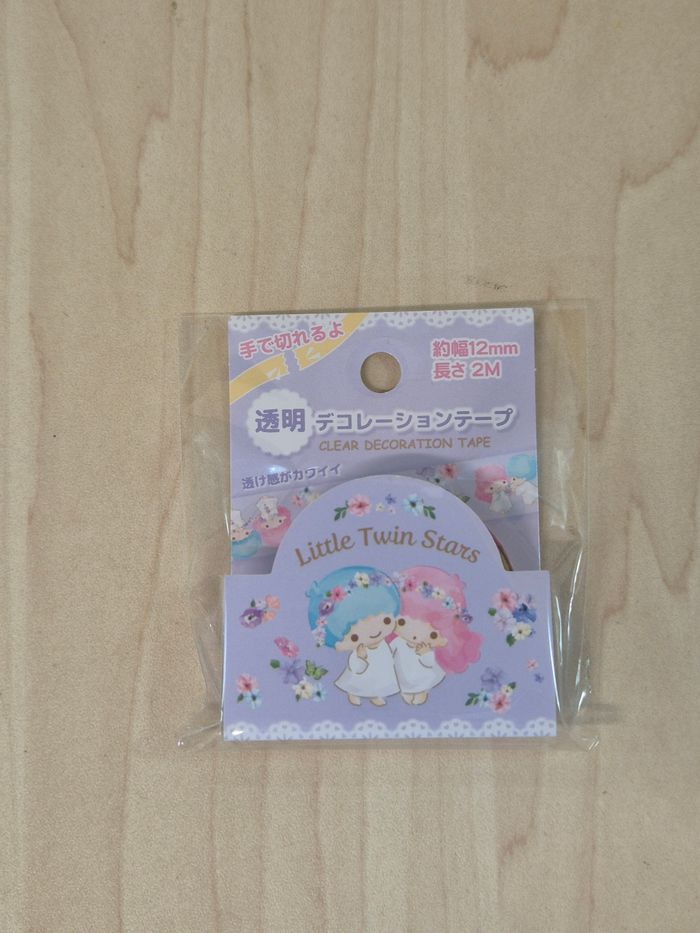 手で切れるよ
約幅12mm
長さ 2M
透明 デコレーションテープ
CLEAR DECORATION TAPE
透け感がカワイイ
Little Twin Stars